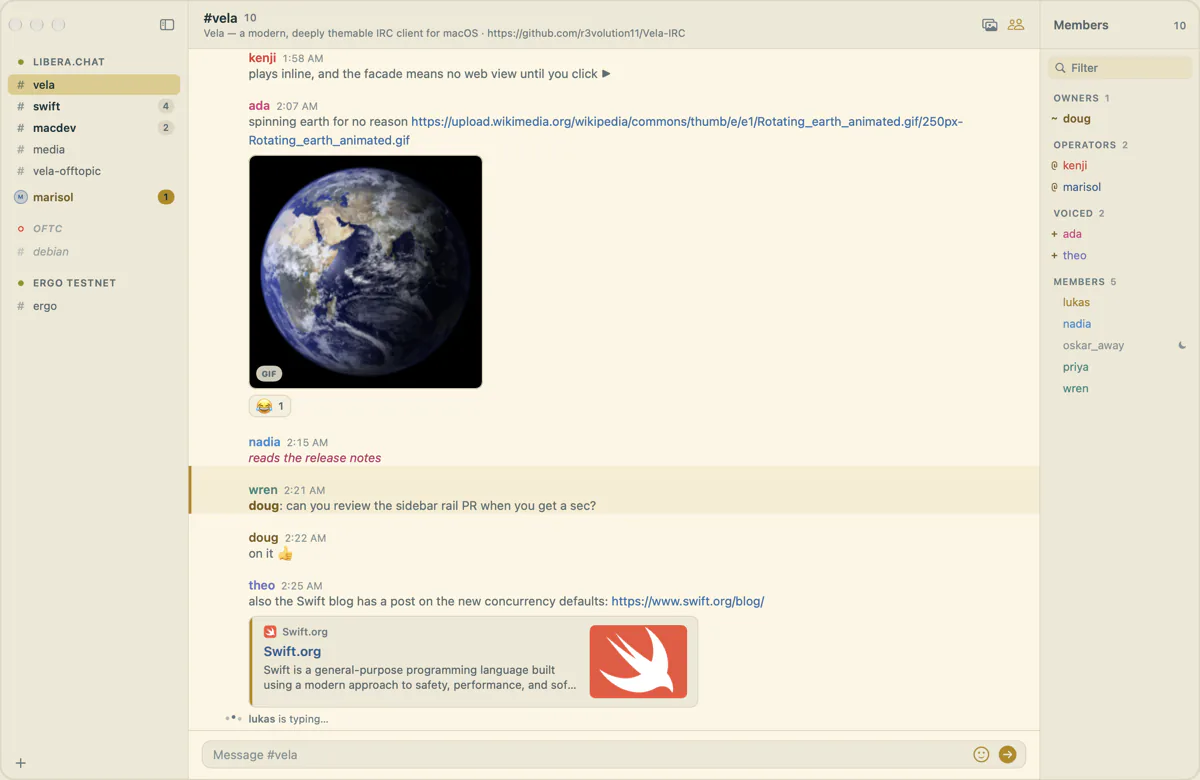 LIBERA.CHAT
# vela
# swift 4
# macdev 2
# media
# vela-offtopic
M marisol 1
OFTC
# debian
ERGO TESTNET
# ergo
+
#vela 10
Vela — a modern, deeply themable IRC client for macOS · https://github.com/r3volution11/Vela-IRC
kenji 1:58 AM
plays inline, and the facade means no web view until you click ▶
ada 2:07 AM
spinning earth for no reason https://upload.wikimedia.org/wikipedia/commons/thumb/e/e1/Rotating_earth_animated.gif/250px-
Rotating_earth_animated.gif
GIF
😂 1
nadia 2:15 AM
reads the release notes
wren 2:21 AM
doug: can you review the sidebar rail PR when you get a sec?
doug 2:22 AM
on it 👍
theo 2:25 AM
also the Swift blog has a post on the new concurrency defaults: https://www.swift.org/blog/
Swift.org
Swift.org
Swift is a general-purpose programming language built
using a modern approach to safety, performance, and sof…
lukas is typing…
Message #vela
Members 10
Filter
OWNERS 1
~ doug
OPERATORS 2
@ kenji
@ marisol
VOICED 2
+ ada
+ theo
MEMBERS 5
lukas
nadia
oskar_away
priya
wren